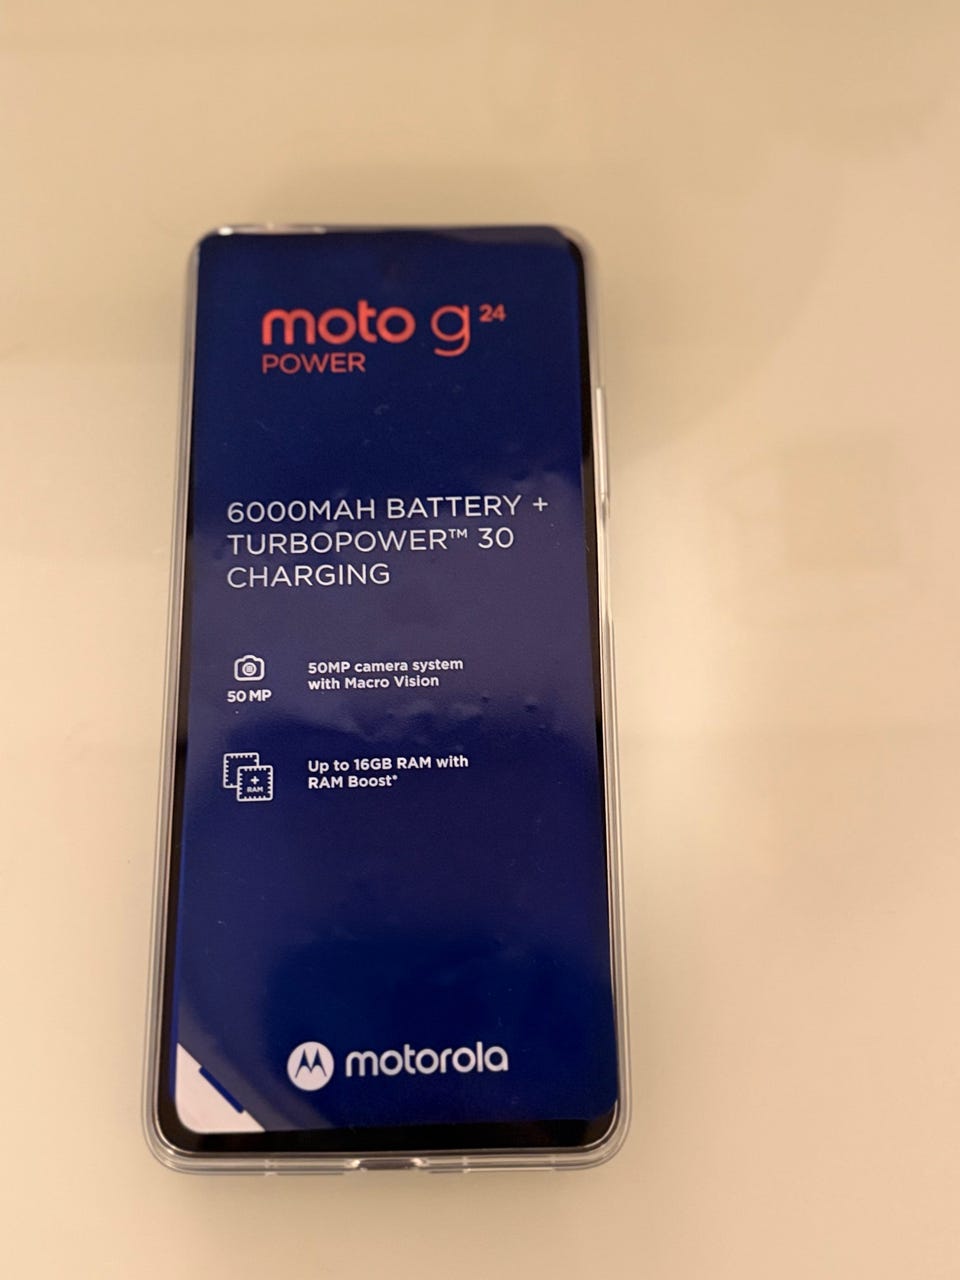 moto g 24
POWER
6000MAH BATTERY +
TURBOPOWER™ 30
CHARGING
50MP camera system
with Macro Vision
50 MP
Up to 16GB RAM with
RAM Boost*
+
RAM
motorola